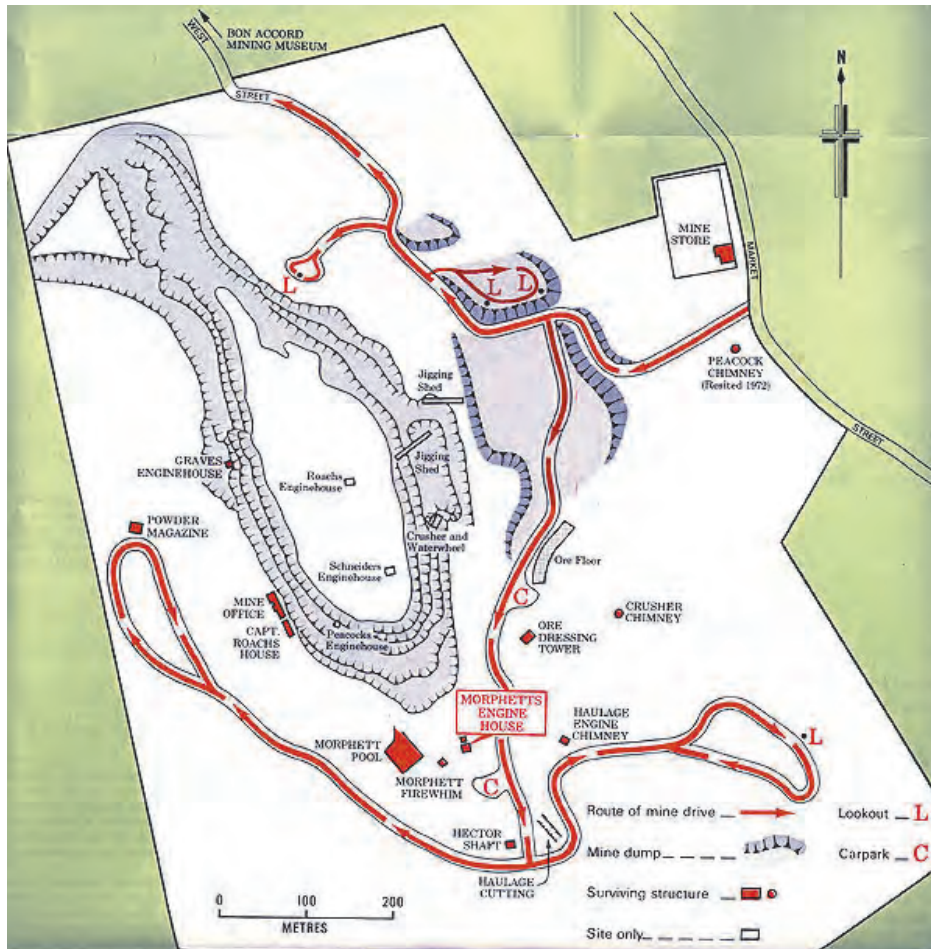 BON ACCORD
MINING MUSEUM
WEST
STREET
N
MINE
STORE
MARKET
STREET
PEACOCK
CHIMNEY
(Resited 1972)
L
L
L
Jigging
Shed
Jigging
Shed
GRAVES
ENGINEHOUSE
Roachs
Enginehouse
POWDER
MAGAZINE
Crusher and
Waterwheel
Schneiders
Enginehouse
Ore Floor
C
MINE
OFFICE
CAPT.
ROACHS
HOUSE
Peacocks
Enginehouse
CRUSHER
CHIMNEY
ORE
DRESSING
TOWER
MORPHETTS
ENGINE
HOUSE
HAULAGE
ENGINE
CHIMNEY
L
MORPHETT
POOL
MORPHETT
FIREWHIM
C
HECTOR
SHAFT
HAULAGE
CUTTING
Route of mine drive
Lookout L
Mine dump
Carpark C
Surviving structure
Site only
0 100 200
METRES